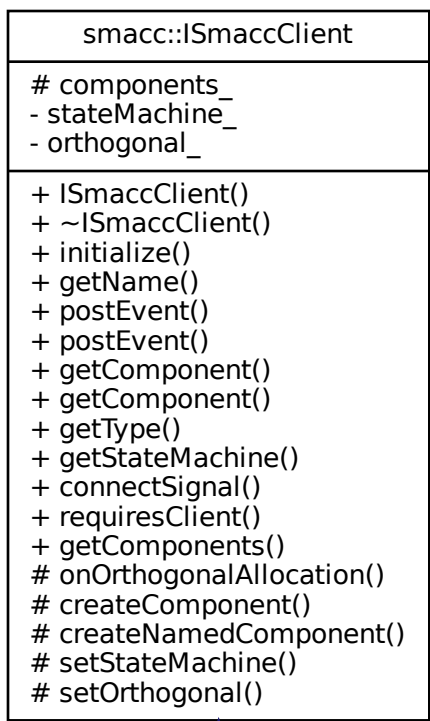 smacc::ISmaccClient
# components_
- stateMachine_
- orthogonal_
+ ISmaccClient()
+ ~ISmaccClient()
+ initialize()
+ getName()
+ postEvent()
+ postEvent()
+ getComponent()
+ getComponent()
+ getType()
+ getStateMachine()
+ connectSignal()
+ requiresClient()
+ getComponents()
# onOrthogonalAllocation()
# createComponent()
# createNamedComponent()
# setStateMachine()
# setOrthogonal()